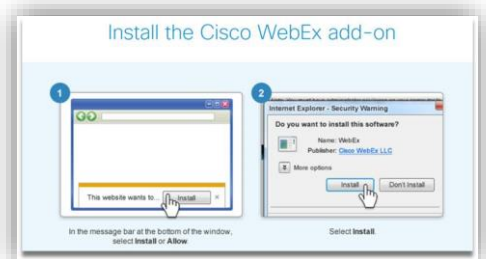 Install the Cisco WebEx add-on
1
This website wants to...
Install
In the message bar at the bottom of the window,
select Install or Allow.
2
Internet Explorer - Security Warning
Do you want to install this software?
Name: WebEx
Publisher: Cisco WebEx LLC
More options
Install
Don't Install
Select Install.